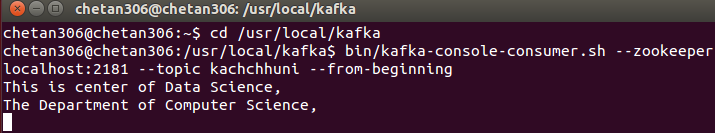 chetan306@chetan306: /usr/local/kafka
chetan306@chetan306:~$ cd /usr/local/kafka
chetan306@chetan306:/usr/local/kafka$ bin/kafka-console-consumer.sh --zookeeper
localhost:2181 --topic kachchhuni --from-beginning
This is center of Data Science,
The Department of Computer Science,